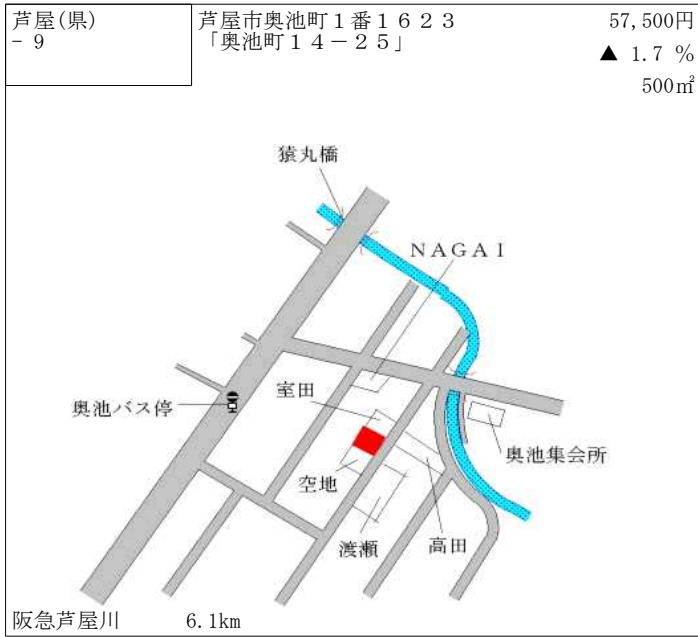 芦屋(県)
- 9
芦屋市奥池町１番１６２３
「奥池町１４－２５」
57,500円
▲ 1.7 %
500㎡
猿丸橋
ＮＡＧＡＩ
室田
奥池バス停
奥池集会所
空地
渡瀬
高田
阪急芦屋川 6.1km